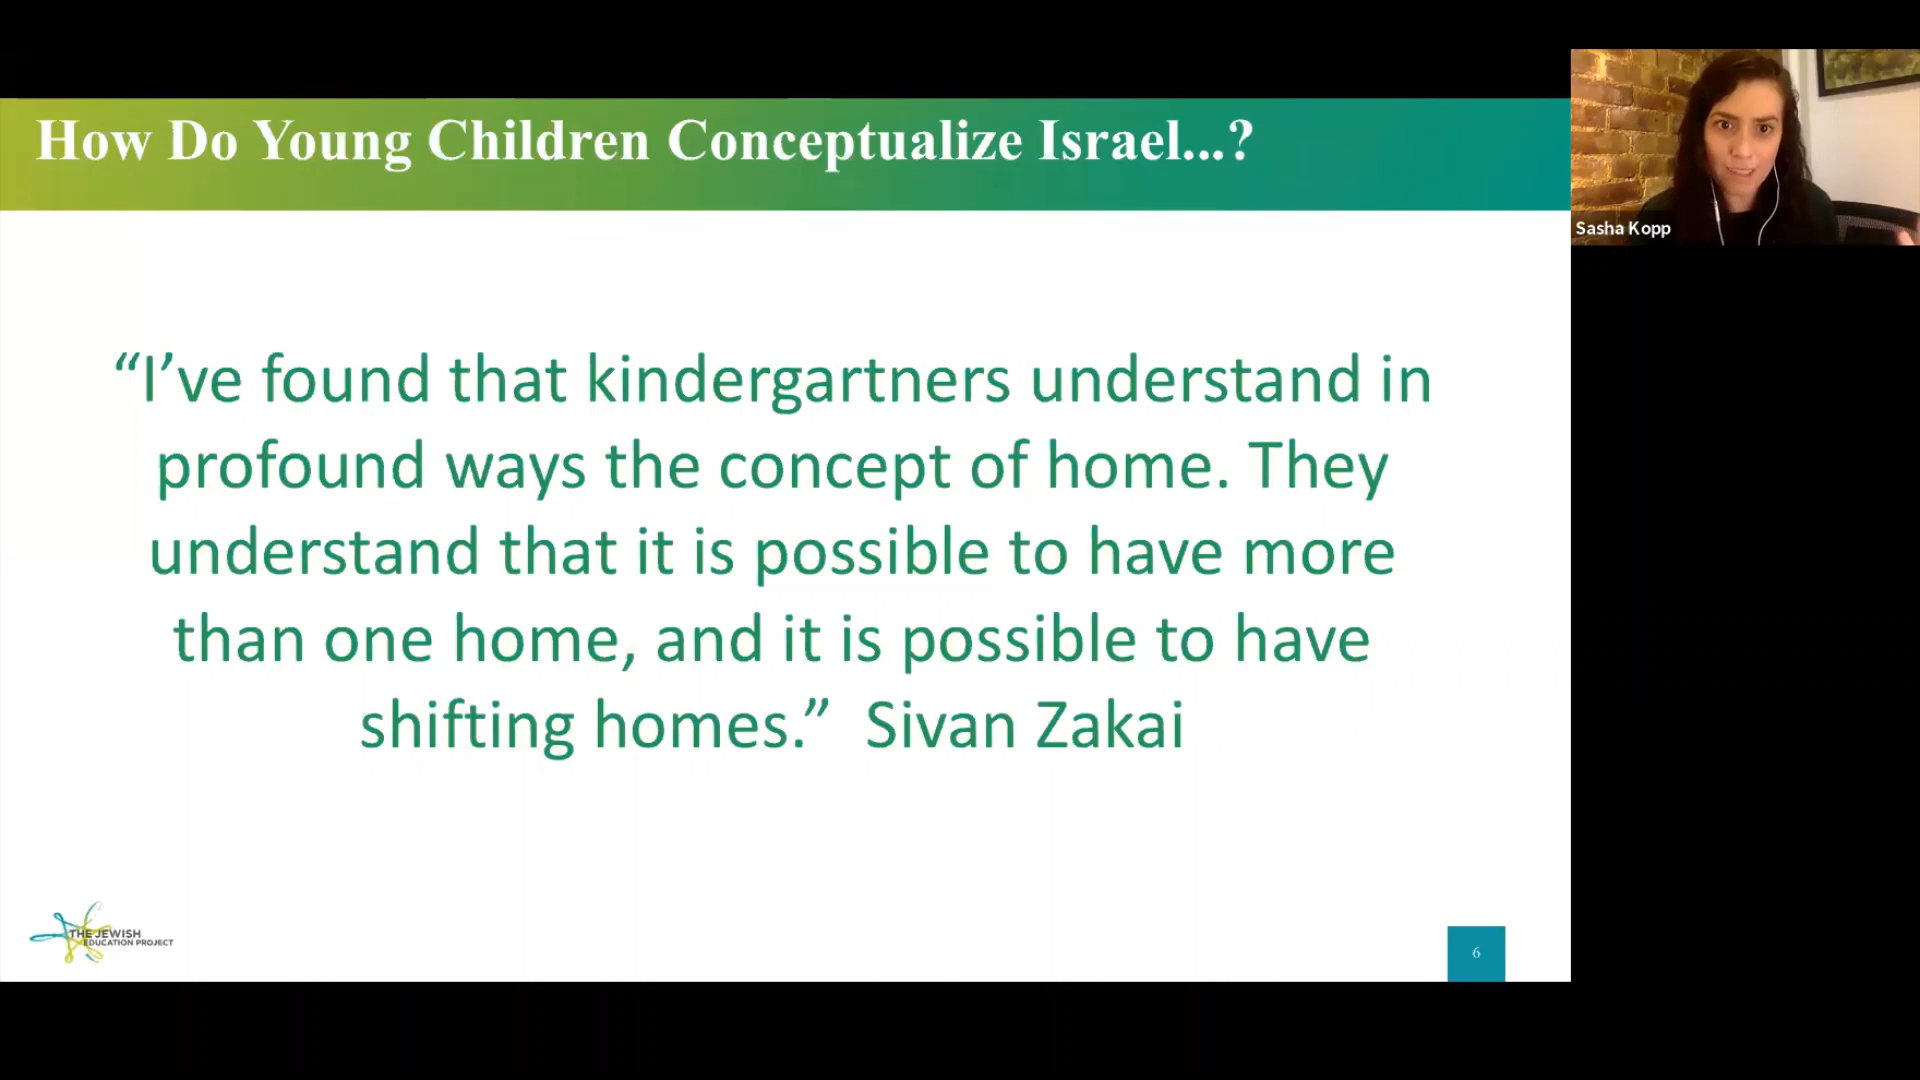 How Do Young Children Conceptualize Israel...?
Sasha Kopp
“I’ve found that kindergartners understand in
profound ways the concept of home. They
understand that it is possible to have more
than one home, and it is possible to have
shifting homes.” Sivan Zakai
THE JEWISH
EDUCATION PROJECT
6